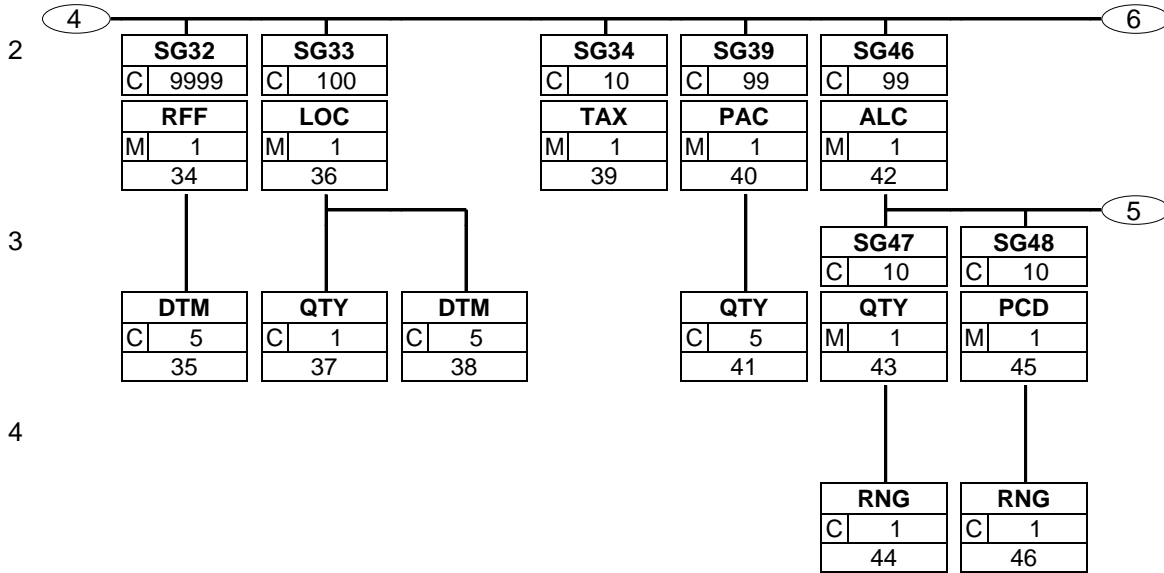 4 6
2 SG32 SG33 SG34 SG39 SG46
C 9999 C 100 C 10 C 99 C 99
RFF LOC TAX PAC ALC
M 1 M 1 M 1 M 1 M 1
34 36 39 40 42
5
3 SG47 SG48
C 10 C 10
DTM QTY DTM QTY QTY PCD
C 5 C 1 C 5 C 5 M 1 M 1
35 37 38 41 43 45
4
RNG RNG
C 1 C 1
44 46